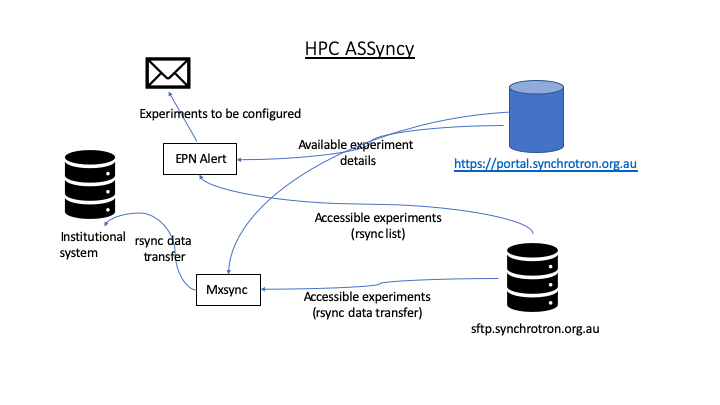 HPC ASSyncy
Experiments to be configured
EPN Alert
Available experiment
details
https://portal.synchrotron.org.au
Institutional
system
rsync data
transfer
Accessible experiments
(rsync list)
Mxsync
Accessible experiments
(rsync data transfer)
sftp.synchrotron.org.au